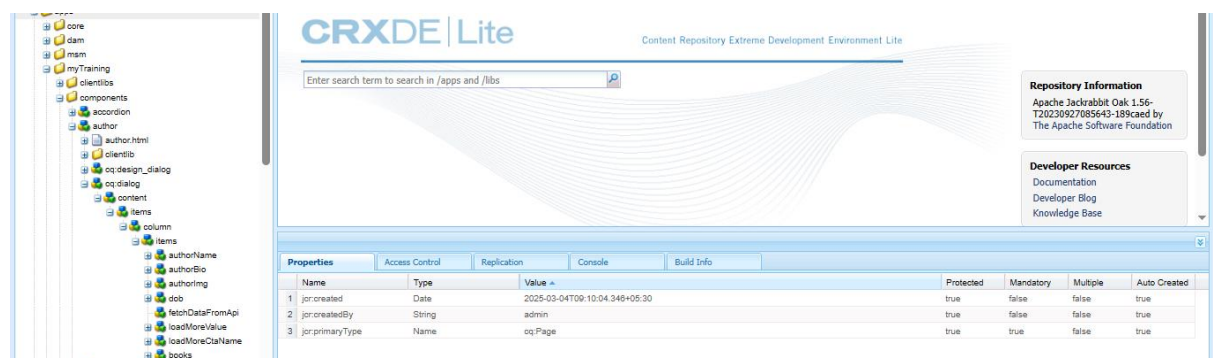 core
dam
msm
myTraining
clientlibs
components
accordion
author
author.html
clientlib
cq:design_dialog
cq:dialog
content
items
column
items
authorName
authorBio
authorImg
dob
fetchDataFromApi
loadMoreValue
loadMoreCtaName
books
CRXDE | Lite
Content Repository Extreme Development Environment Lite
Enter search term to search in /apps and /libs
Repository Information
Apache Jackrabbit Oak 1.56-
T20230927085643-189caed by
The Apache Software Foundation
Developer Resources
Documentation
Developer Blog
Knowledge Base
Properties Access Control Replication Console Build Info
Name Type Value Protected Mandatory Multiple Auto Created
1 jcr:created Date 2025-03-04T09:10:04.346+05:30 true false false true
2 jcr:createdBy String admin true false false true
3 jcr:primaryType Name cq:Page true true false true